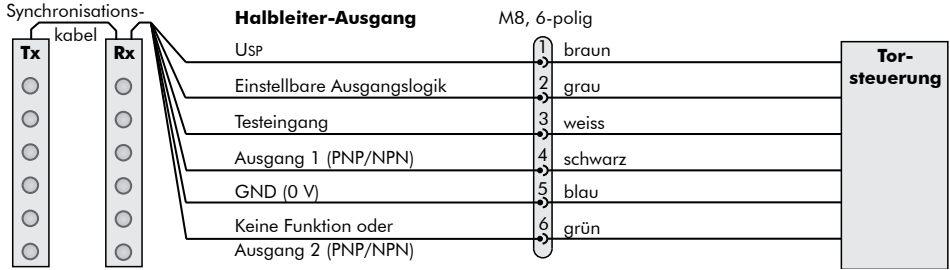 Synchronisations-
kabel
Tx
Rx
Halbleiter-Ausgang
M8, 6-polig
USP
1
braun
Einstellbare Ausgangslogik
2
grau
Testeingang
3
weiss
Ausgang 1 (PNP/NPN)
4
schwarz
GND (0 V)
5
blau
Keine Funktion oder
Ausgang 2 (PNP/NPN)
6
grün
Tor-
steuerung